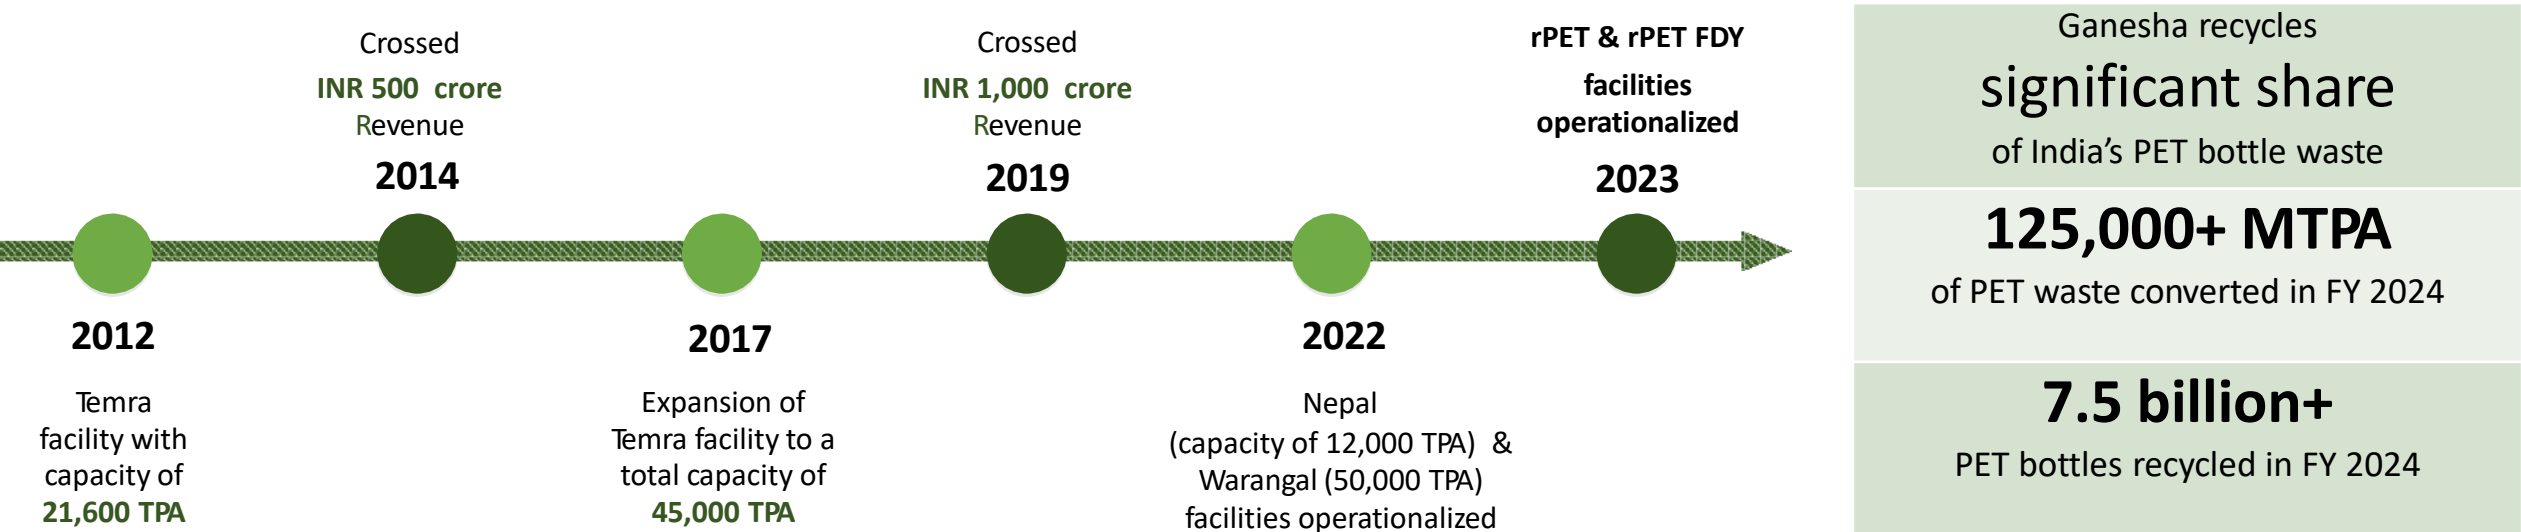 Crossed
INR 500 crore
Revenue
2014
Crossed
INR 1,000 crore
Revenue
2019
rPET & rPET FDY
facilities
operationalized
2023
2012
Temra
facility with
capacity of
21,600 TPA
2017
Expansion of
Temra facility to a
total capacity of
45,000 TPA
2022
Nepal
(capacity of 12,000 TPA) &
Warangal (50,000 TPA)
facilities operationalized
Ganesha recycles
significant share
of India’s PET bottle waste
125,000+ MTPA
of PET waste converted in FY 2024
7.5 billion+
PET bottles recycled in FY 2024